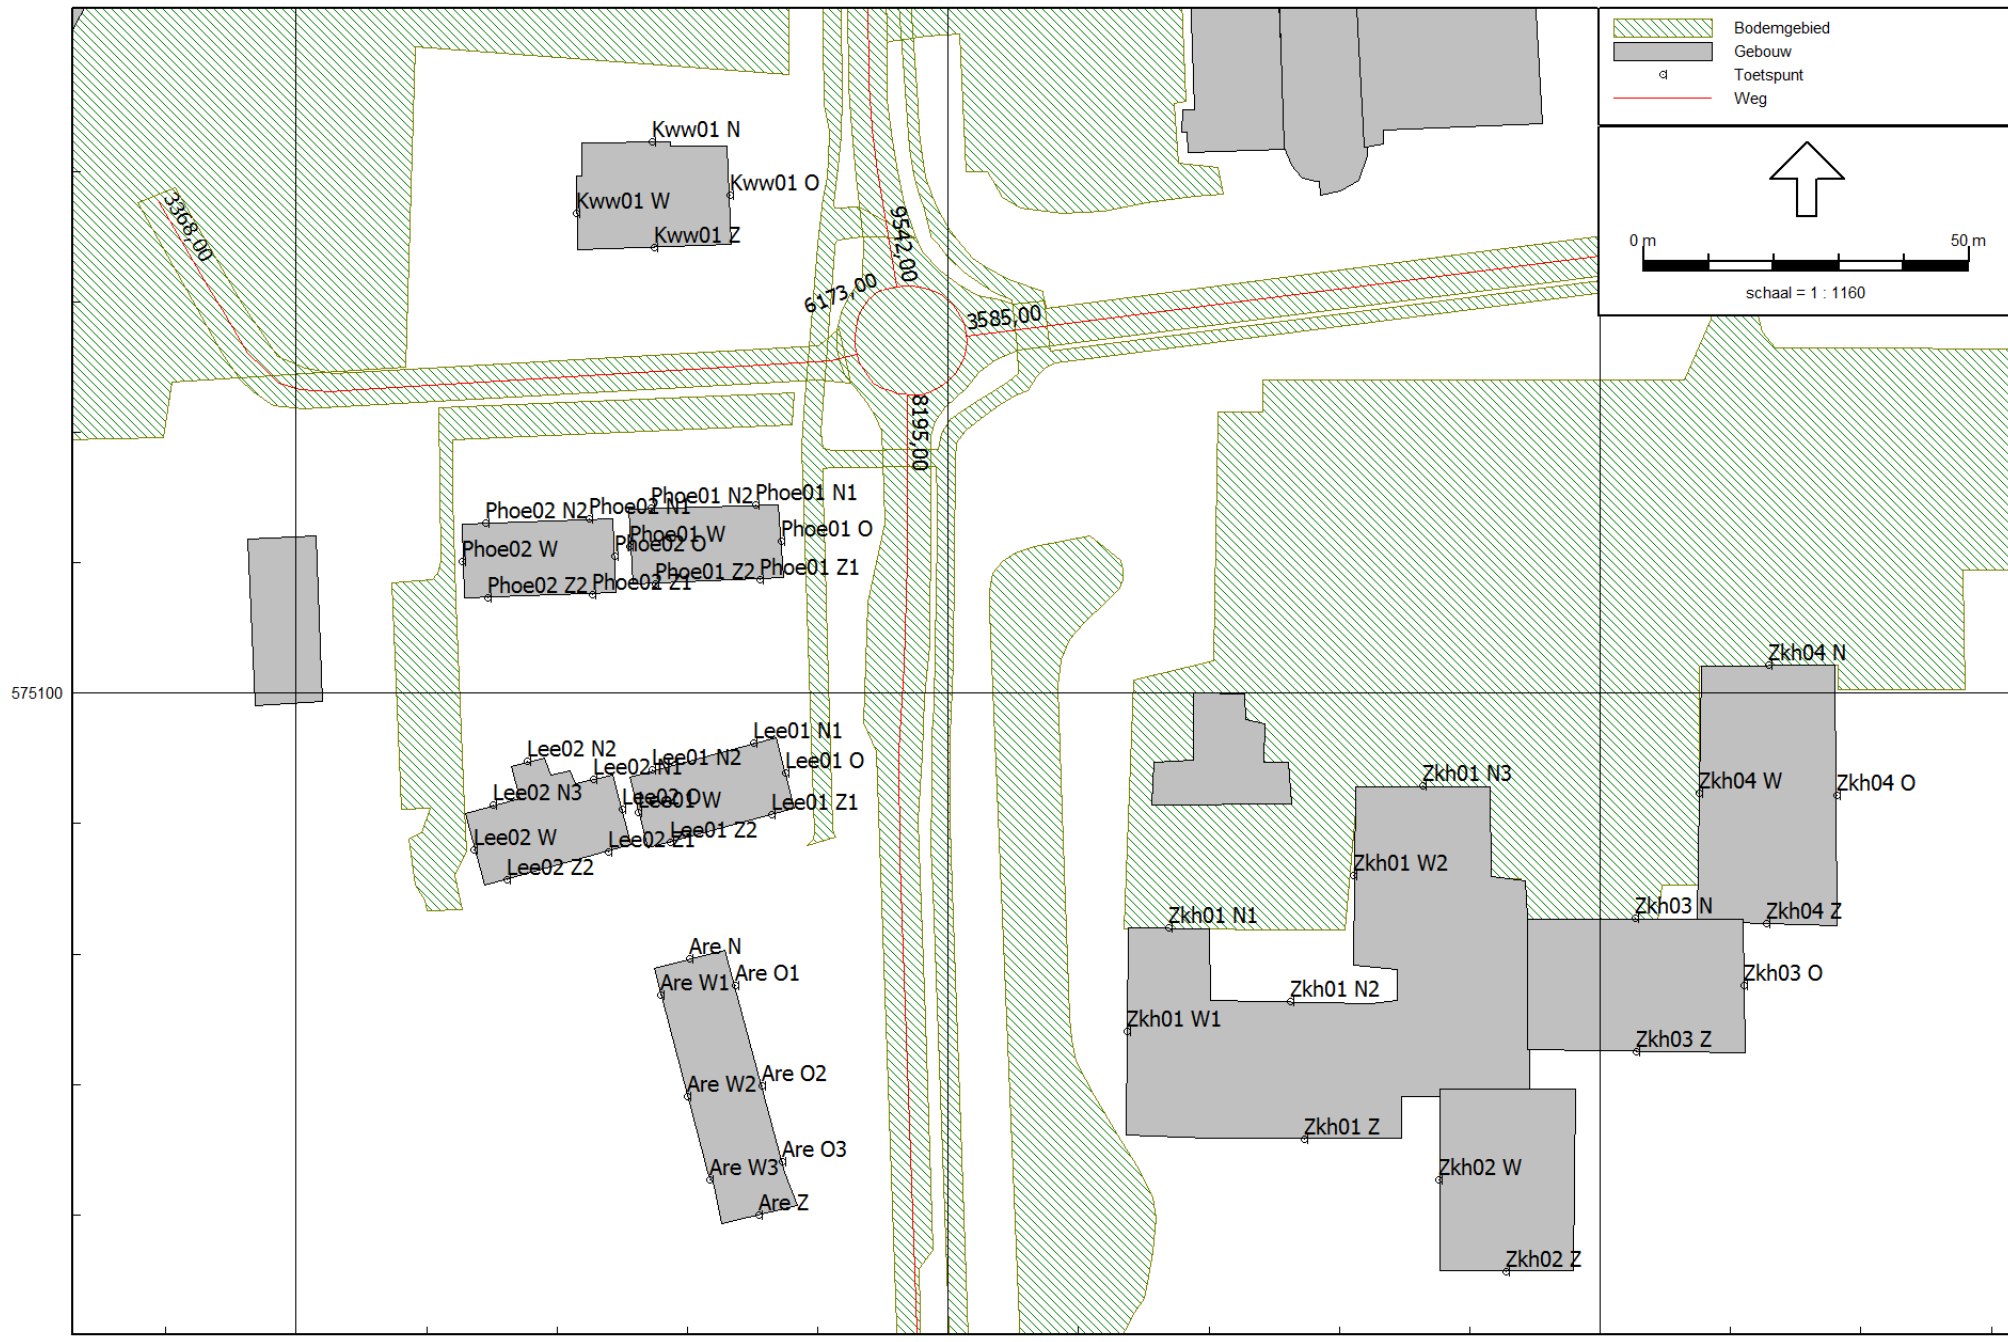 Bodemgebied
Gebouw
Toetspunt
Weg
0 m
50 m
schaal = 1 : 1160
Kww01 N
Kww01 O
Kww01 W
Kww01 Z
3368,00
9542,00
6173,00
3585,00
8195,00
Phoe02 N2
Phoe02 N1
Phoe01 N2
Phoe01 N1
Phoe02 W
Phoe02 O
Phoe01 W
Phoe01 O
Phoe02 Z2
Phoe02 Z1
Phoe01 Z2
Phoe01 Z1
575100
Zkh04 N
Lee02 N2
Lee02 N1
Lee01 N2
Lee01 N1
Lee02 N3
Lee02 O
Lee01 W
Lee01 O
Lee02 W
Lee02 Z2
Lee02 Z1
Lee01 Z2
Lee01 Z1
Zkh01 N3
Zkh04 W
Zkh04 O
Zkh01 W2
Zkh01 N1
Zkh03 N
Zkh04 Z
Are N
Are W1
Are O1
Zkh01 N2
Zkh03 O
Zkh01 W1
Zkh03 Z
Are W2
Are O2
Zkh01 Z
Are W3
Are O3
Zkh02 W
Are Z
Zkh02 Z